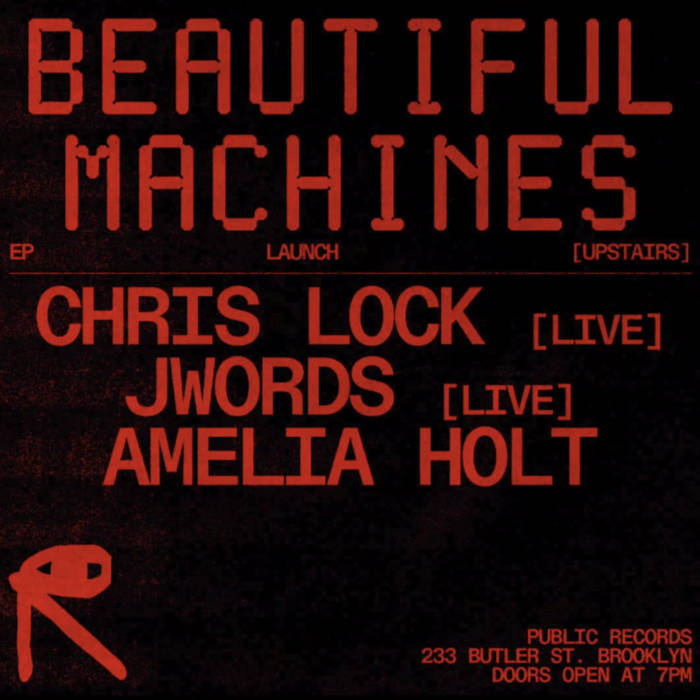 BEAUTIFUL
MACHINES
EP LAUNCH [UPSTAIRS]
CHRIS LOCK [LIVE]
JWORDS [LIVE]
AMELIA HOLT
R
PUBLIC RECORDS
233 BUTLER ST. BROOKLYN
DOORS OPEN AT 7PM